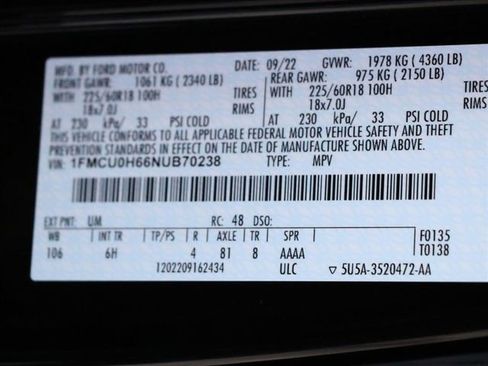 MFD. BY FORD MOTOR CO. DATE: 09/22 GVWR: 1978 KG (4360 LB)
FRONT GAWR: 1061 KG (2340 LB) REAR GAWR: 975 KG (2150 LB)
WITH 225/60R18 100H TIRES WITH 225/60R18 100H TIRES
18x7.0J RIMS 18x7.0J RIMS
AT 230 kPa/ 33 PSI COLD AT 230 kPa/ 33 PSI COLD
THIS VEHICLE CONFORMS TO ALL APPLICABLE FEDERAL MOTOR VEHICLE SAFETY AND THEFT
PREVENTION STANDARDS IN EFFECT ON THE DATE OF MANUFACTURE SHOWN ABOVE.
VIN: 1FMCU0H66NUB70238 TYPE: MPV
EXT PNT: UM RC: 48 DSO: F0135
WB INT TR TP/PS R AXLE TR SPR T0138
106 6H 4 81 8 AAAA
1202209162434 ULC ▽ 5U5A-3520472-AA